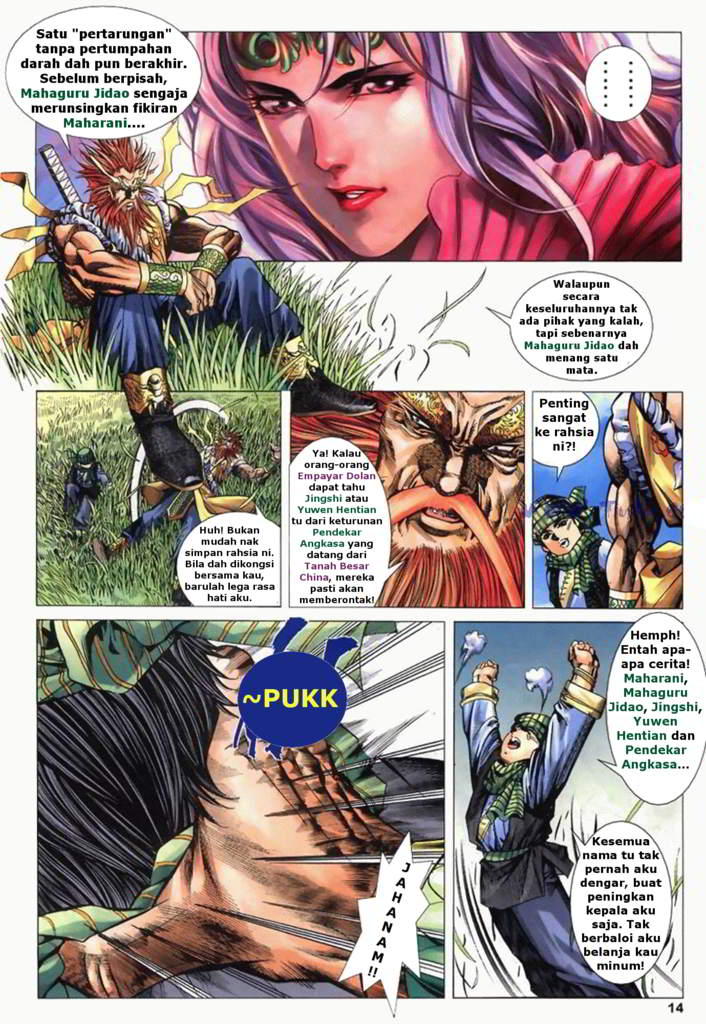 Satu "pertarungan"
tanpa pertumpahan
darah dah pun berakhir.
Sebelum berpisah,
Mahaguru Jidao sengaja
merunsingkan fikiran
Maharani....
Walaupun
secara
keseluruhannya tak
ada pihak yang kalah,
tapi sebenarnya
Mahaguru Jidao dah
menang satu
mata.
Huh! Bukan
mudah nak
simpan rahsia ni.
Bila dah dikongsi
bersama kau,
barulah lega rasa
hati aku.
Ya! Kalau
orang-orang
Empayar Dolan
dapat tahu
Jingshi atau
Yuwen Hentian
tu dari keturunan
Pendekar
Angkasa yang
datang dari
Tanah Besar
China, mereka
pasti akan
memberontak!
Penting
sangat
ke rahsia
ni?!
~PUKK
JAHANAM!!
Hemph!
Entah apa-
apa cerita!
Maharani,
Mahaguru
Jidao, Jingshi,
Yuwen
Hentian dan
Pendekar
Angkasa...
Kesemua
nama tu tak
pernah aku
dengar, buat
peningkan
kepala aku
saja. Tak
berbaloi aku
belanja kau
minum!
14